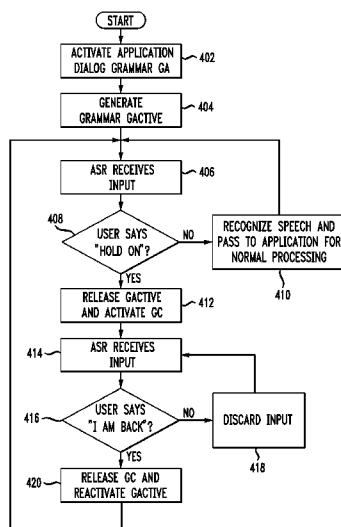 START
ACTIVATE APPLICATION
DIALOG GRAMMAR GA
402
GENERATE
GRAMMAR GACTIVE
404
ASR RECEIVES
INPUT
406
408
USER SAYS
"HOLD ON"?
NO
RECOGNIZE SPEECH AND
PASS TO APPLICATION FOR
NORMAL PROCESSING
410
YES
RELEASE GACTIVE
AND ACTIVATE GC
412
414
ASR RECEIVES
INPUT
416
USER SAYS
"I AM BACK"?
NO
DISCARD INPUT
418
YES
420
RELEASE GC AND
REACTIVATE GACTIVE